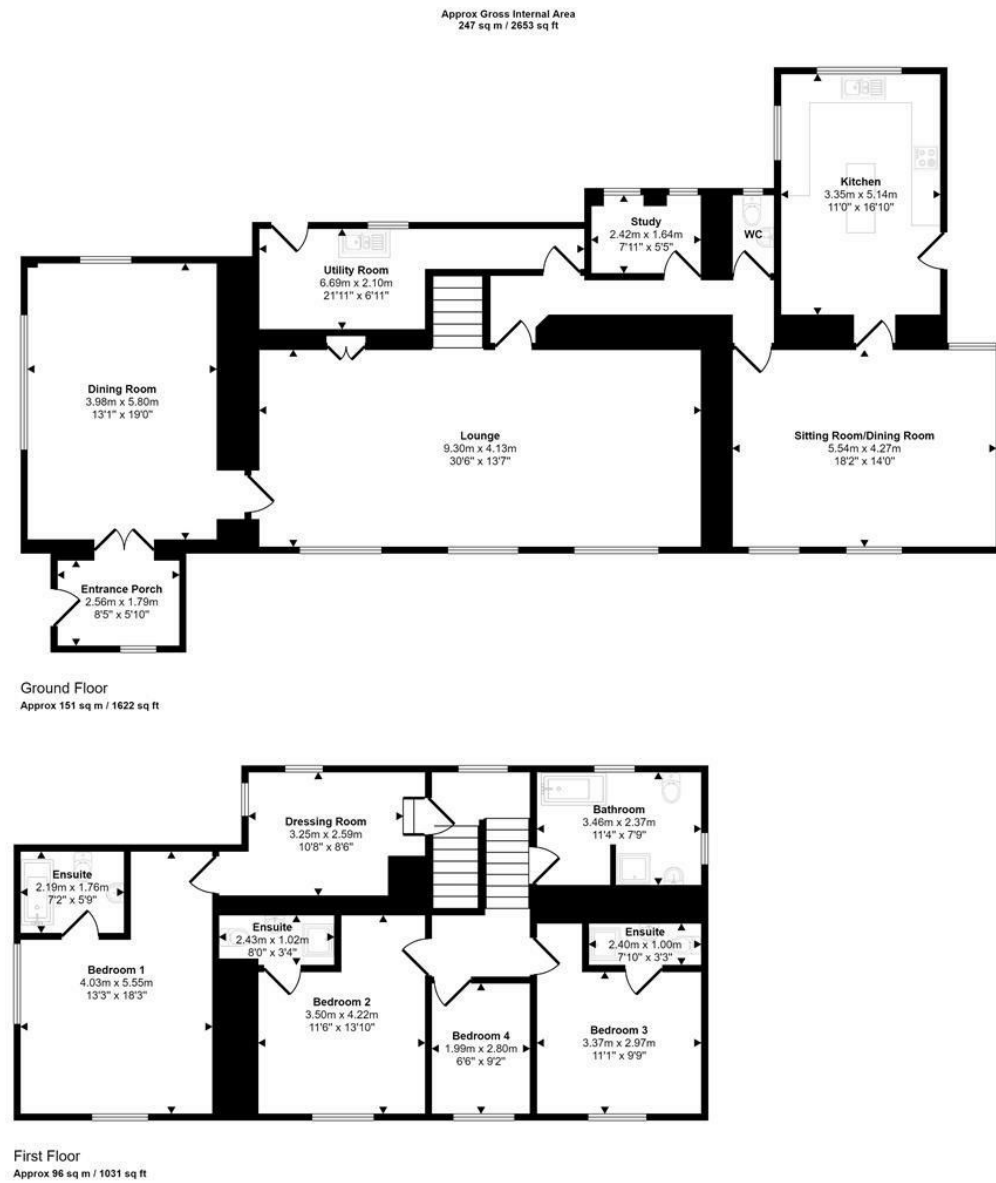 Approx Gross Internal Area
247 sq m / 2653 sq ft
Kitchen
3.35m x 5.14m
11'0" x 16'10"
Study
2.42m x 1.64m
7'11" x 5'5"
WC
Utility Room
6.69m x 2.10m
21'11" x 6'11"
Dining Room
3.98m x 5.80m
13'1" x 19'0"
Lounge
9.30m x 4.13m
30'6" x 13'7"
Sitting Room/Dining Room
5.54m x 4.27m
18'2" x 14'0"
Entrance Porch
2.56m x 1.79m
8'5" x 5'10"
Ground Floor
Approx 151 sq m / 1622 sq ft
Dressing Room
3.25m x 2.59m
10'8" x 8'6"
Bathroom
3.46m x 2.37m
11'4" x 7'9"
Ensuite
2.19m x 1.76m
7'2" x 5'9"
Ensuite
2.43m x 1.02m
8'0" x 3'4"
Ensuite
2.40m x 1.00m
7'10" x 3'3"
Bedroom 1
4.03m x 5.55m
13'3" x 18'3"
Bedroom 2
3.50m x 4.22m
11'6" x 13'10"
Bedroom 4
1.99m x 2.80m
6'6" x 9'2"
Bedroom 3
3.37m x 2.97m
11'1" x 9'9"
First Floor
Approx 96 sq m / 1031 sq ft